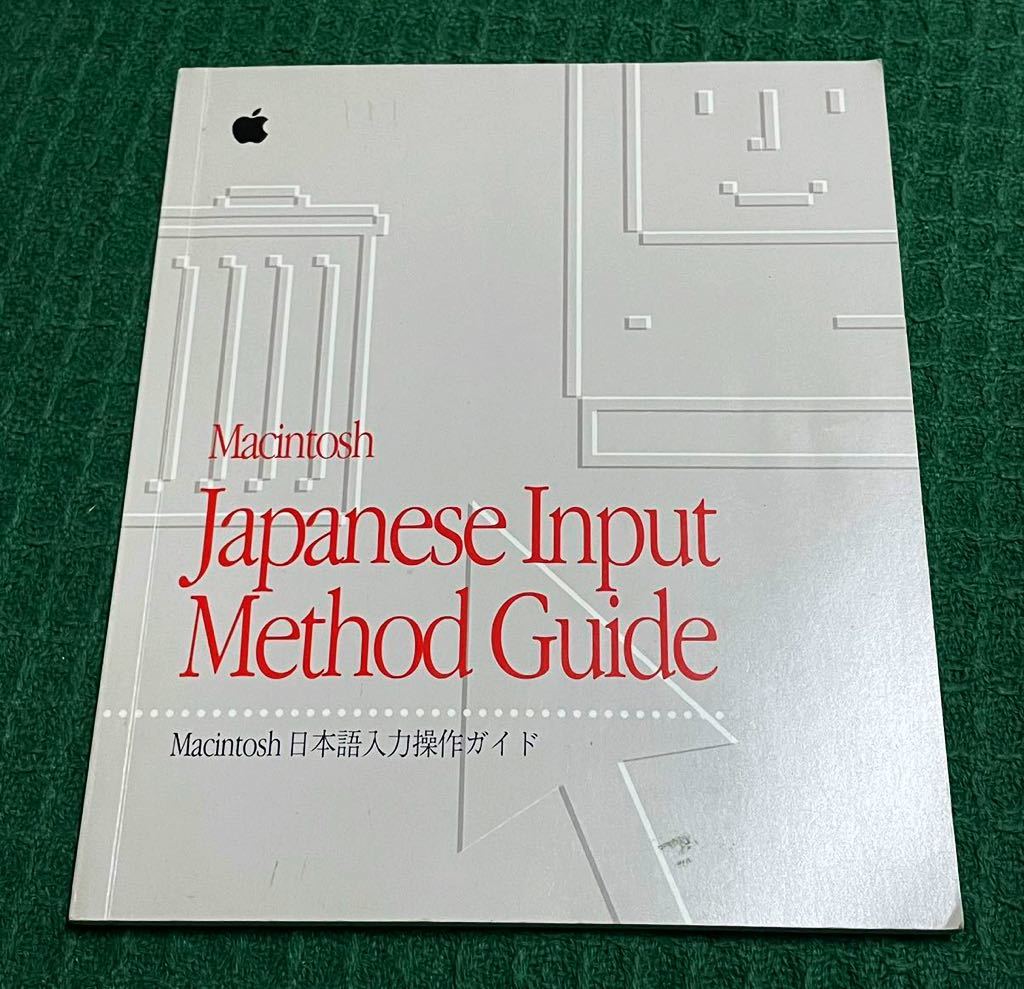 Macintosh
Japanese Input
Method Guide
Macintosh 日本語入力操作ガイド